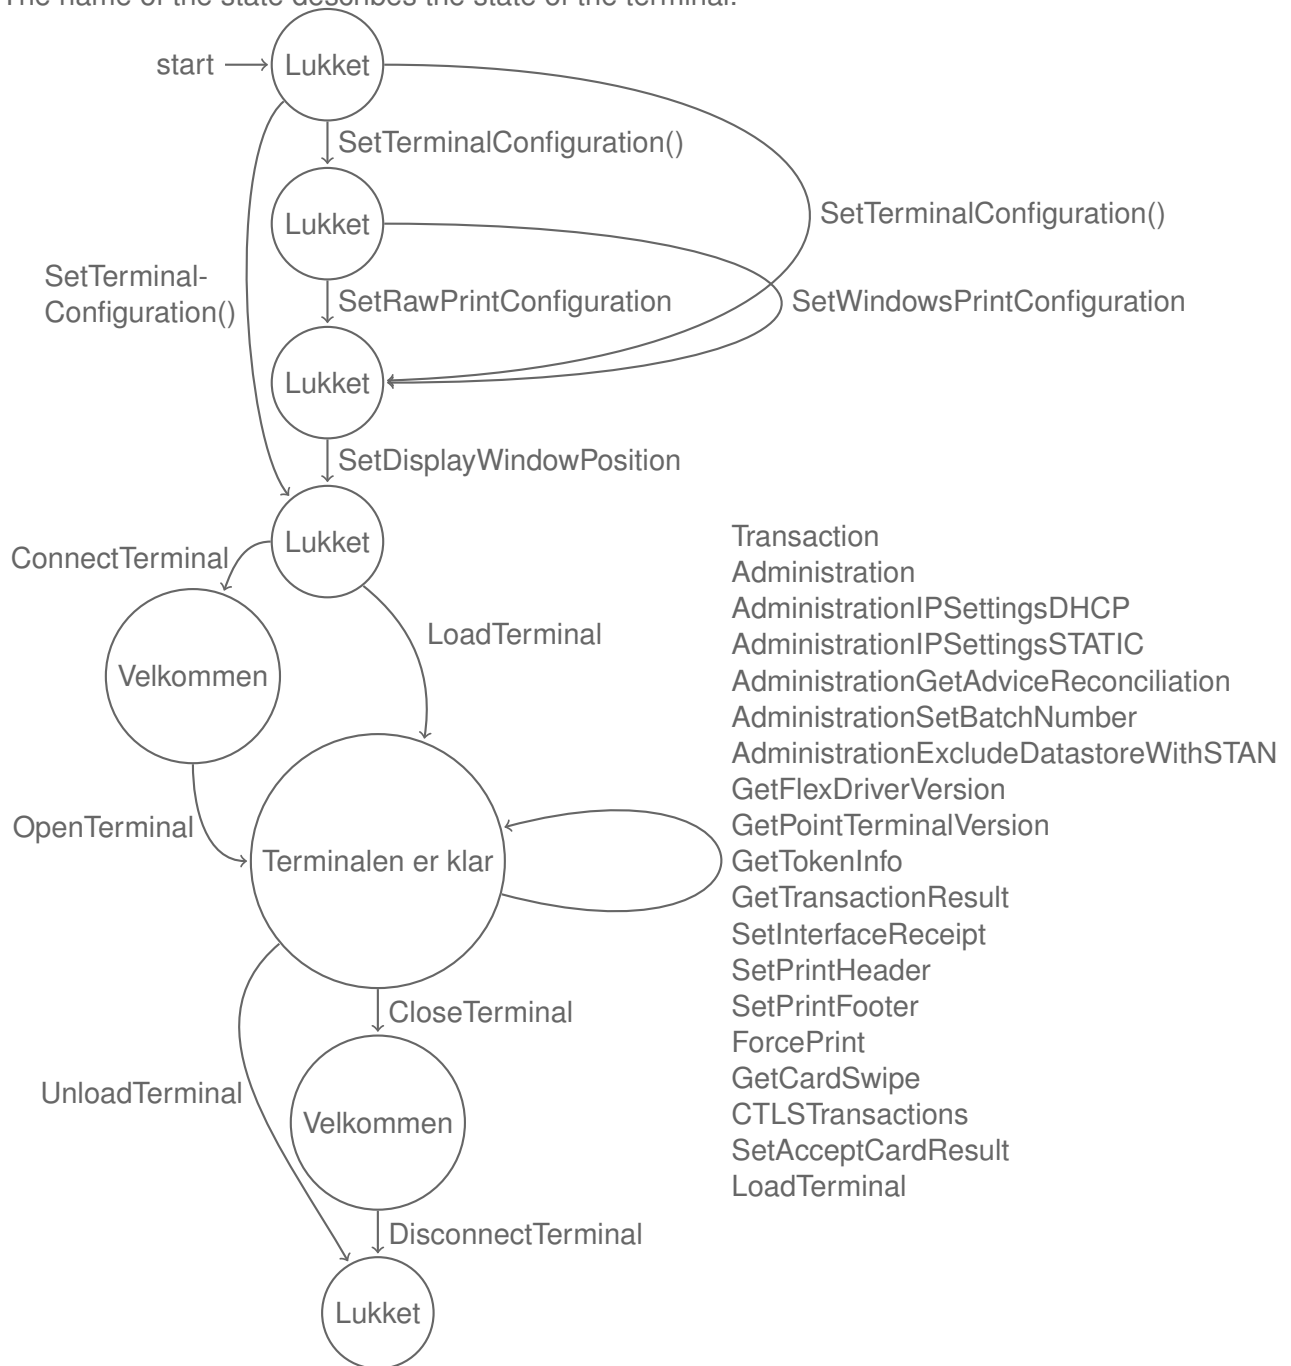 The name of the state describes the state of the terminal.
start
Lukket
SetTerminalConfiguration()
Lukket
SetTerminalConfiguration()
SetTerminal-
Configuration()
SetRawPrintConfiguration
SetWindowsPrintConfiguration
Lukket
SetDisplayWindowPosition
Lukket
ConnectTerminal
LoadTerminal
Velkommen
OpenTerminal
Terminalen er klar
Transaction
Administration
AdministrationIPSettingsDHCP
AdministrationIPSettingsSTATIC
AdministrationGetAdviceReconciliation
AdministrationSetBatchNumber
AdministrationExcludeDatastoreWithSTAN
GetFlexDriverVersion
GetPointTerminalVersion
GetTokenInfo
GetTransactionResult
SetInterfaceReceipt
SetPrintHeader
SetPrintFooter
ForcePrint
GetCardSwipe
CTLSTransactions
SetAcceptCardResult
LoadTerminal
CloseTerminal
UnloadTerminal
Velkommen
DisconnectTerminal
Lukket